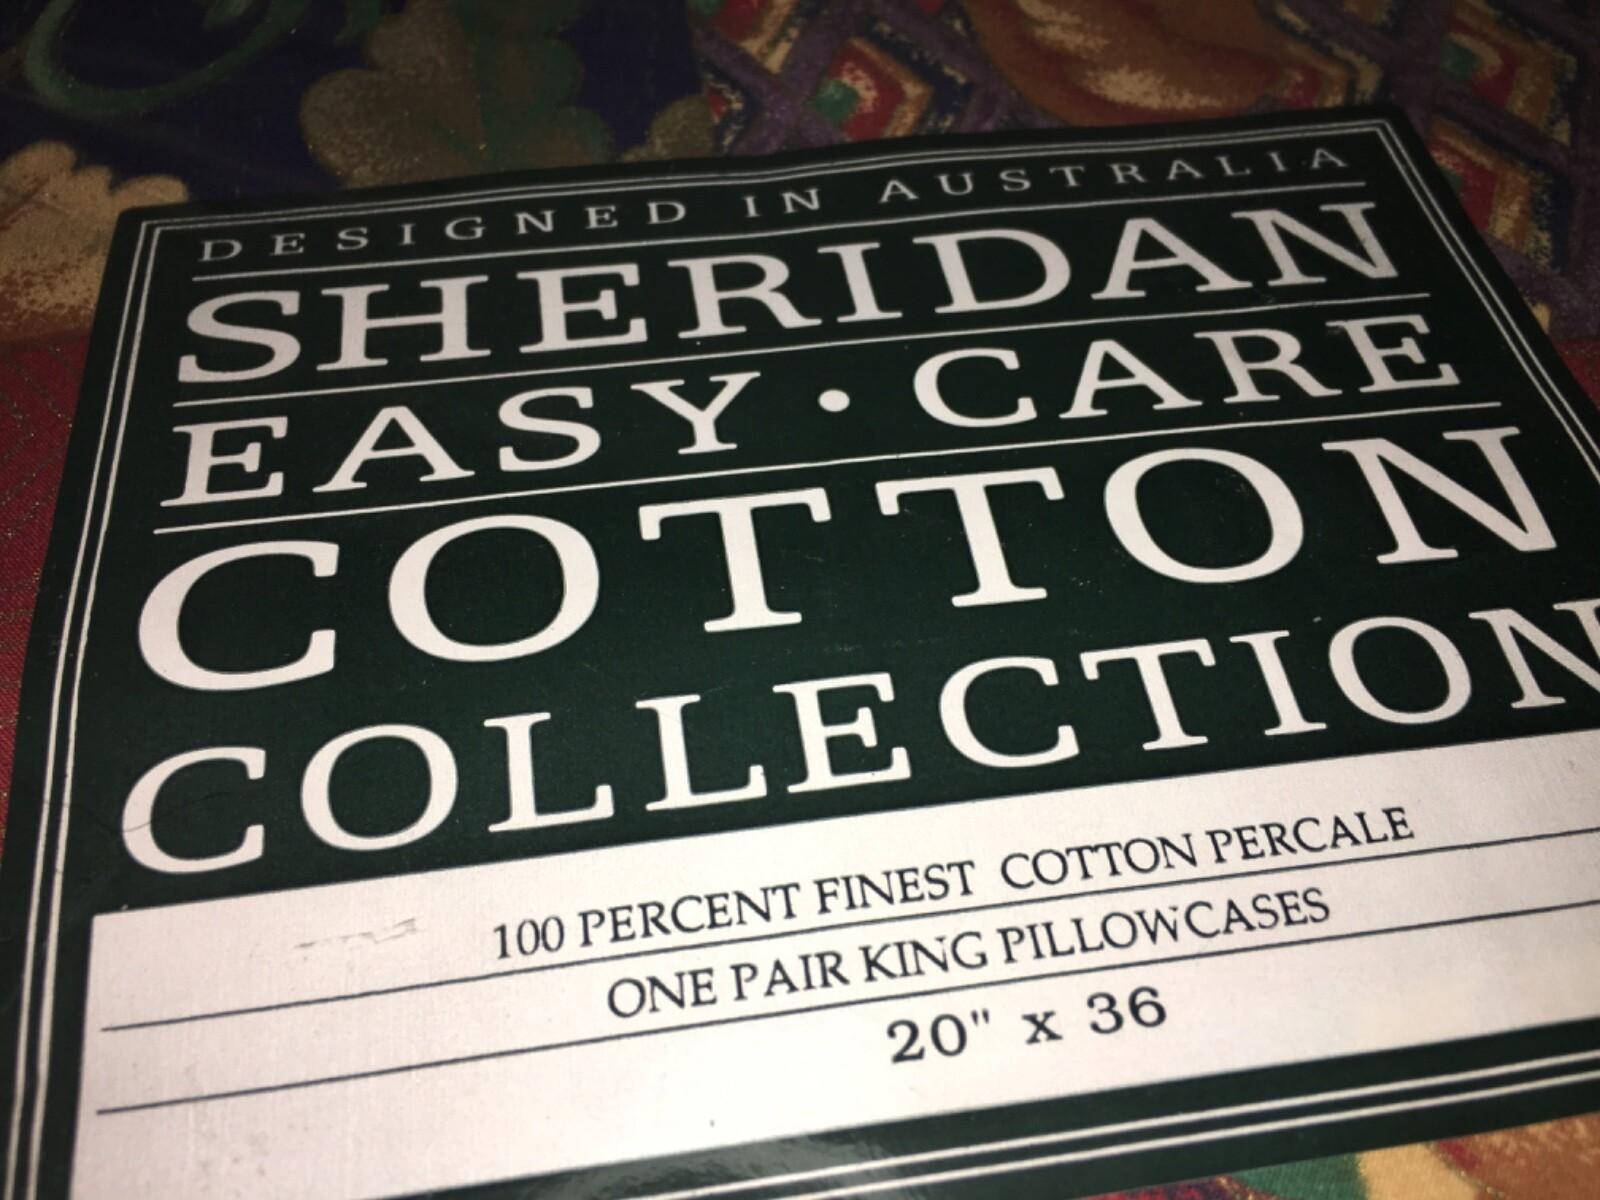 DESIGNED IN AUSTRALIA
SHERIDAN
EASY • CARE
COTTON
COLLECTION
100 PERCENT FINEST COTTON PERCALE
ONE PAIR KING PILLOWCASES
20" x 36